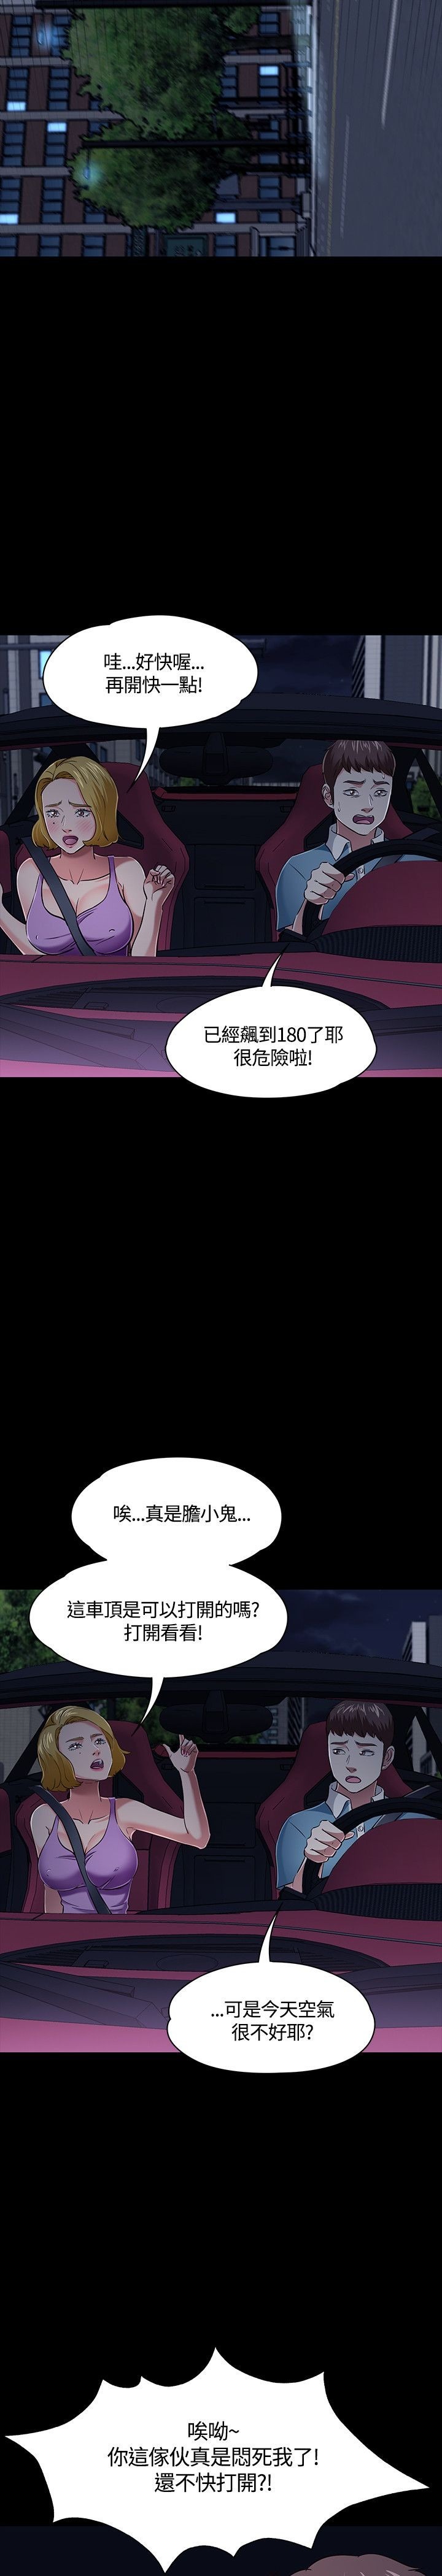 哇...好快喔...
再開快一點!
已經飆到180了耶
很危險啦!
唉...真是膽小鬼...
這車頂是可以打開的嗎?
打開看看!
...可是今天空氣
很不好耶?
唉呦~
你這傢伙真是悶死我了!
還不快打開?!